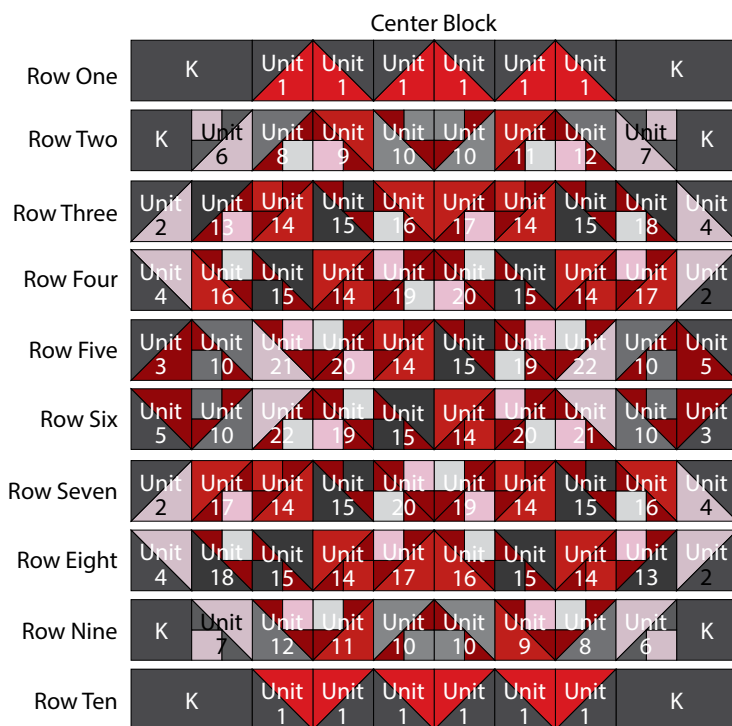 Center Block
Row One K Unit 1 Unit 1 Unit 1 Unit 1 Unit 1 Unit 1 K
Row Two K Unit 6 Unit 8 Unit 9 Unit 10 Unit 10 Unit 11 Unit 12 Unit 7 K
Row Three Unit 2 Unit 13 Unit 14 Unit 15 Unit 16 Unit 17 Unit 14 Unit 15 Unit 18 Unit 4
Row Four Unit 4 Unit 16 Unit 15 Unit 14 Unit 19 Unit 20 Unit 15 Unit 14 Unit 17 Unit 2
Row Five Unit 3 Unit 10 Unit 21 Unit 20 Unit 14 Unit 15 Unit 19 Unit 22 Unit 10 Unit 5
Row Six Unit 5 Unit 10 Unit 22 Unit 19 Unit 15 Unit 14 Unit 20 Unit 21 Unit 10 Unit 3
Row Seven Unit 2 Unit 17 Unit 14 Unit 15 Unit 20 Unit 19 Unit 14 Unit 15 Unit 16 Unit 4
Row Eight Unit 4 Unit 18 Unit 15 Unit 14 Unit 17 Unit 16 Unit 15 Unit 14 Unit 13 Unit 2
Row Nine K Unit 7 Unit 12 Unit 11 Unit 10 Unit 10 Unit 9 Unit 8 Unit 6 K
Row Ten K Unit 1 Unit 1 Unit 1 Unit 1 Unit 1 Unit 1 K